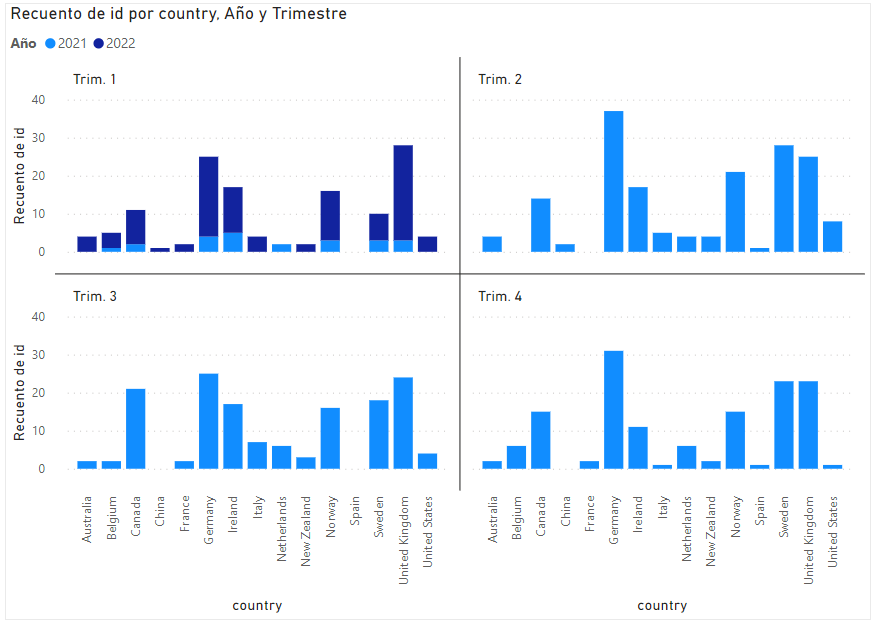 Recuento de id por country, Año y Trimestre
Año 2021 2022
Trim. 1
Trim. 2
40
30
20
10
0
Recuento de id
Trim. 3
Trim. 4
40
30
20
10
0
Recuento de id
Australia
Belgium
Canada
China
France
Germany
Ireland
Italy
Netherlands
New Zealand
Norway
Spain
Sweden
United Kingdom
United States
Australia
Belgium
Canada
China
France
Germany
Ireland
Italy
Netherlands
New Zealand
Norway
Spain
Sweden
United Kingdom
United States
country
country